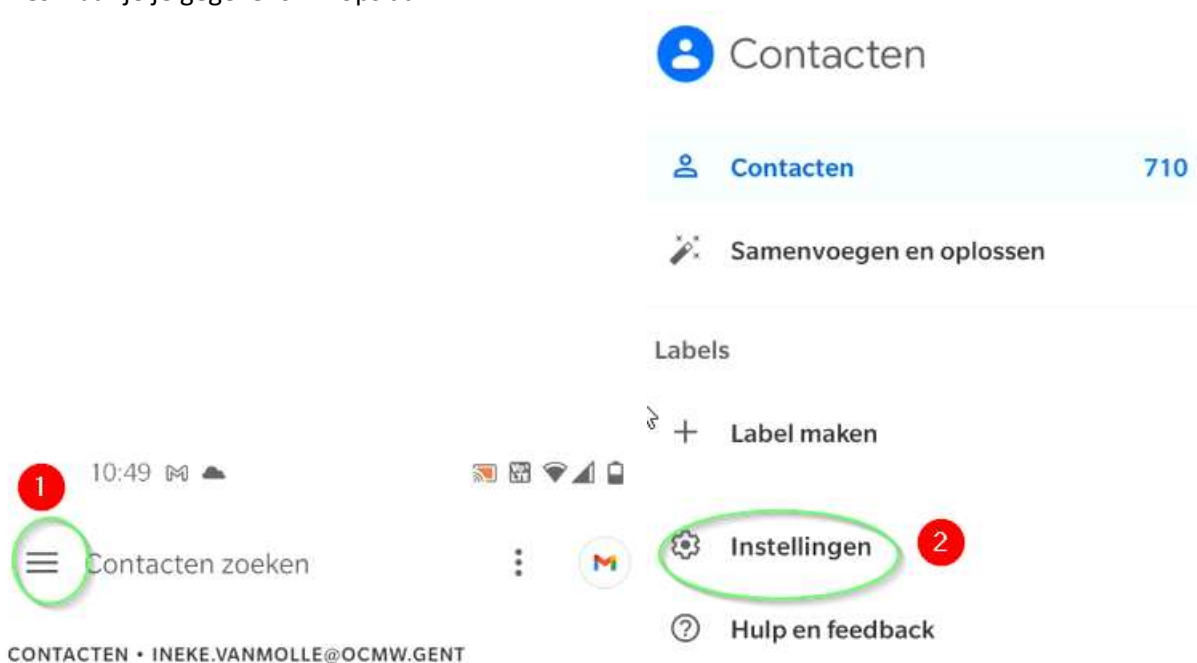 1
10:49
Contacten zoeken
CONTACTEN • INEKE.VANMOLLE@OCMW.GENT
Contacten
Contacten 710
Samenvoegen en oplossen
Labels
+ Label maken
Instellingen 2
Hulp en feedback